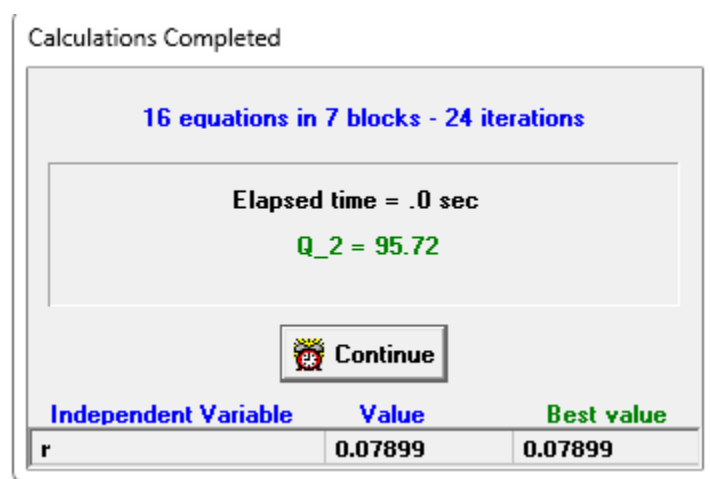 Calculations Completed
16 equations in 7 blocks - 24 iterations
Elapsed time = .0 sec
Q_2 = 95.72
Continue
Independent Variable Value Best value
r 0.07899 0.07899